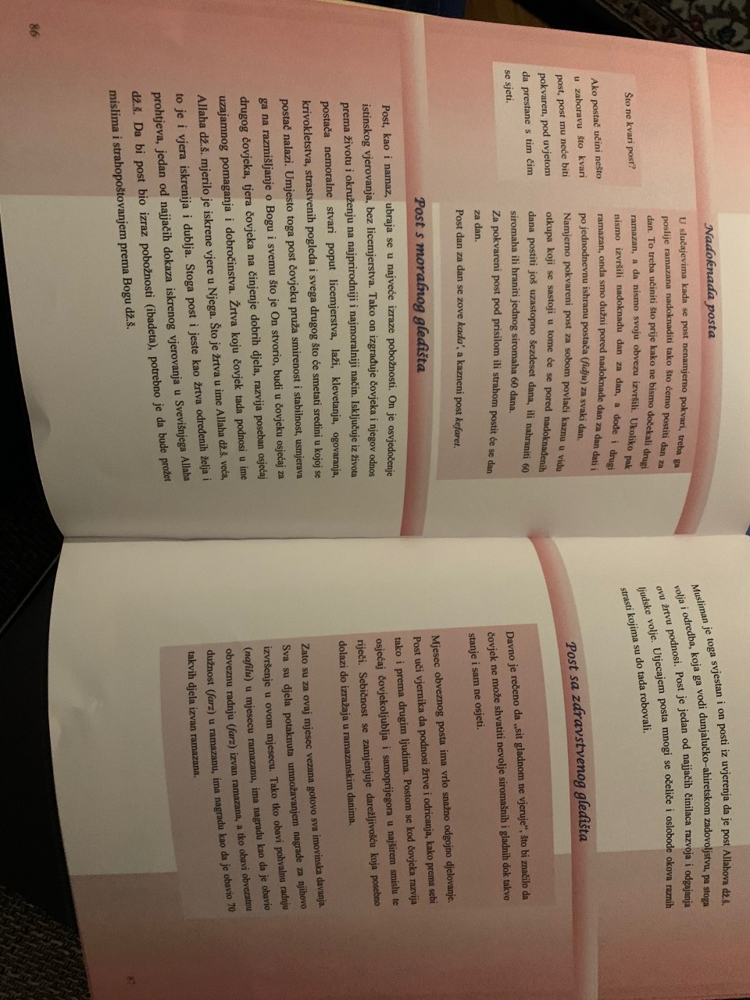 Nadoknada posta
Što ne kvari post?
Ako postač učini nešto
u zaboravu što kvari
post, post mu neće biti
pokvaren, pod uvjetom
da prestane s tim čim
se sjeti.
U slučajevima kada se post nenamjerno pokvari, treba ga
poslije ramazana nadoknaditi tako što ćemo postiti dan za
dan. To treba učiniti što prije kako ne bismo dočekali drugi
ramazan, a da nismo svoju obvezu izvršili. Ukoliko pak
nismo izvršili nadoknadu dan za dan, a dođe i drugi
ramazan, onda smo dužni pored nadoknade dan za dan dati i
po jednodnevnu ishranu postača (fidju) za svaki dan.
Namjerno pokvareni post za sobom povlači kaznu u vidu
otkupa koji se sastoji u tome će se pored nadoknađenih
dana postiti još uzastopno šezdeset dana, ili nahraniti 60
siromaha ili hraniti jednog siromaha 60 dana.
Za pokvareni post pod prisilom ili strahom postit će se dan
za dan.
Post dan za dan se zove kada', a kazneni post kefaret.
Post s moralnog gledišta
Post, kao i namaz, ubraja se u najveće izraze pobožnosti. On je osvjedočenje
istinskog vjerovanja, bez licemjerstva. Tako on izgrađuje čovjeka i njegov odnos
prema životu i okruženju na najprirodniji i najmoralniji način. Isključuje iz života
postača nemoralne stvari poput licemjerstva, laži, klevetanja, ogovaranja,
krivokletstva, strastvenih pogleda i svega drugog što će smetati sredini u kojoj se
postač nalazi. Umjesto toga post čovjeku pruža smirenost i stabilnost, usmjerava
ga na razmišljanje o Bogu i svemu što je On stvorio, budi u čovjeku osjećaj za
drugog čovjeka, tjera čovjeka na činjenje dobrih djela, razvija poseban osjećaj
uzajamnog pomaganja i dobročinstva. Žrtva koju čovjek tada podnosi u ime
Allaha dž.š. mjerilo je iskrene vjere u Njega. Što je žrtva u ime Allaha dž.š. veća,
to je i vjera iskrenija i dublja. Stoga post i jeste kao žrtva određenih želja i
prohtjeva, jedan od najjačih dokaza iskrenog vjerovanja u Svevišnjega Allaha
dž.š. Da bi post bio izraz pobožnosti (ibadeta), potrebno je da bude prožet
mislima i strahopoštovanjem prema Bogu dž.š.
86
Musliman je toga svjestan i on posti iz uvjerenja da je post Allahova dž.š.
volja i odredba, koja ga vodi dunjalučko–ahiretskom zadovoljstvu, pa stoga
ovu žrtvu podnosi. Post je jedan od najjačih činilaca razvoja i odgajanja
ljudske volje. Utjecajem posta mnogi se očeliče i oslobode okova raznih
strasti kojima su do tada robovali.
Post sa zdravstvenog gledišta
Davno je rečeno da „sit gladnom ne vjeruje“, što bi značilo da
čovjek ne može shvatiti nevolje siromašnih i gladnih dok takvo
stanje i sam ne osjeti.
Mjesec obveznog posta ima vrlo snažno odgojno djelovanje.
Post uči vjernika da podnosi žrtve i odricanja, kako prema sebi
tako i prema drugim ljudima. Postom se kod čovjeka razvija
osjećaj čovjekoljublja i samoprijegora u najširem smislu te
riječi. Sebičnost se zamjenjuje darežljivošću koja posebno
dolazi do izražaja u ramazanskim danima.
Zato su za ovaj mjesec vezana gotovo sva imovinska davanja.
Sva su djela potaknuta umnožavanjem nagrade za njihovo
izvršenje u ovom mjesecu. Tako tko obavi pohvalnu radnju
(nafilu) u mjesecu ramazanu, ima nagradu kao da je obavio
obveznu radnju (farz) izvan ramazana, a tko obavi obvezamu
dužnost (farz) u ramazanu, ima nagradu kao da je obavio 70
takvih djela izvan ramazana.
87